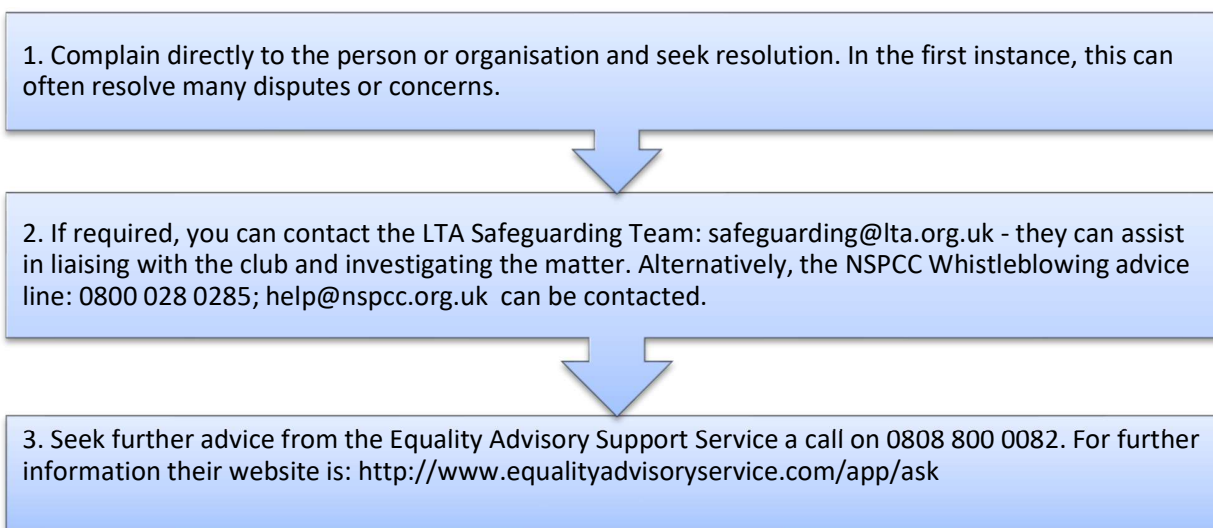 1. Complain directly to the person or organisation and seek resolution. In the first instance, this can
often resolve many disputes or concerns.
2. If required, you can contact the LTA Safeguarding Team: safeguarding@lta.org.uk - they can assist
in liaising with the club and investigating the matter. Alternatively, the NSPCC Whistleblowing advice
line: 0800 028 0285; help@nspcc.org.uk  can be contacted.
3. Seek further advice from the Equality Advisory Support Service a call on 0808 800 0082. For further
information their website is: http://www.equalityadvisoryservice.com/app/ask